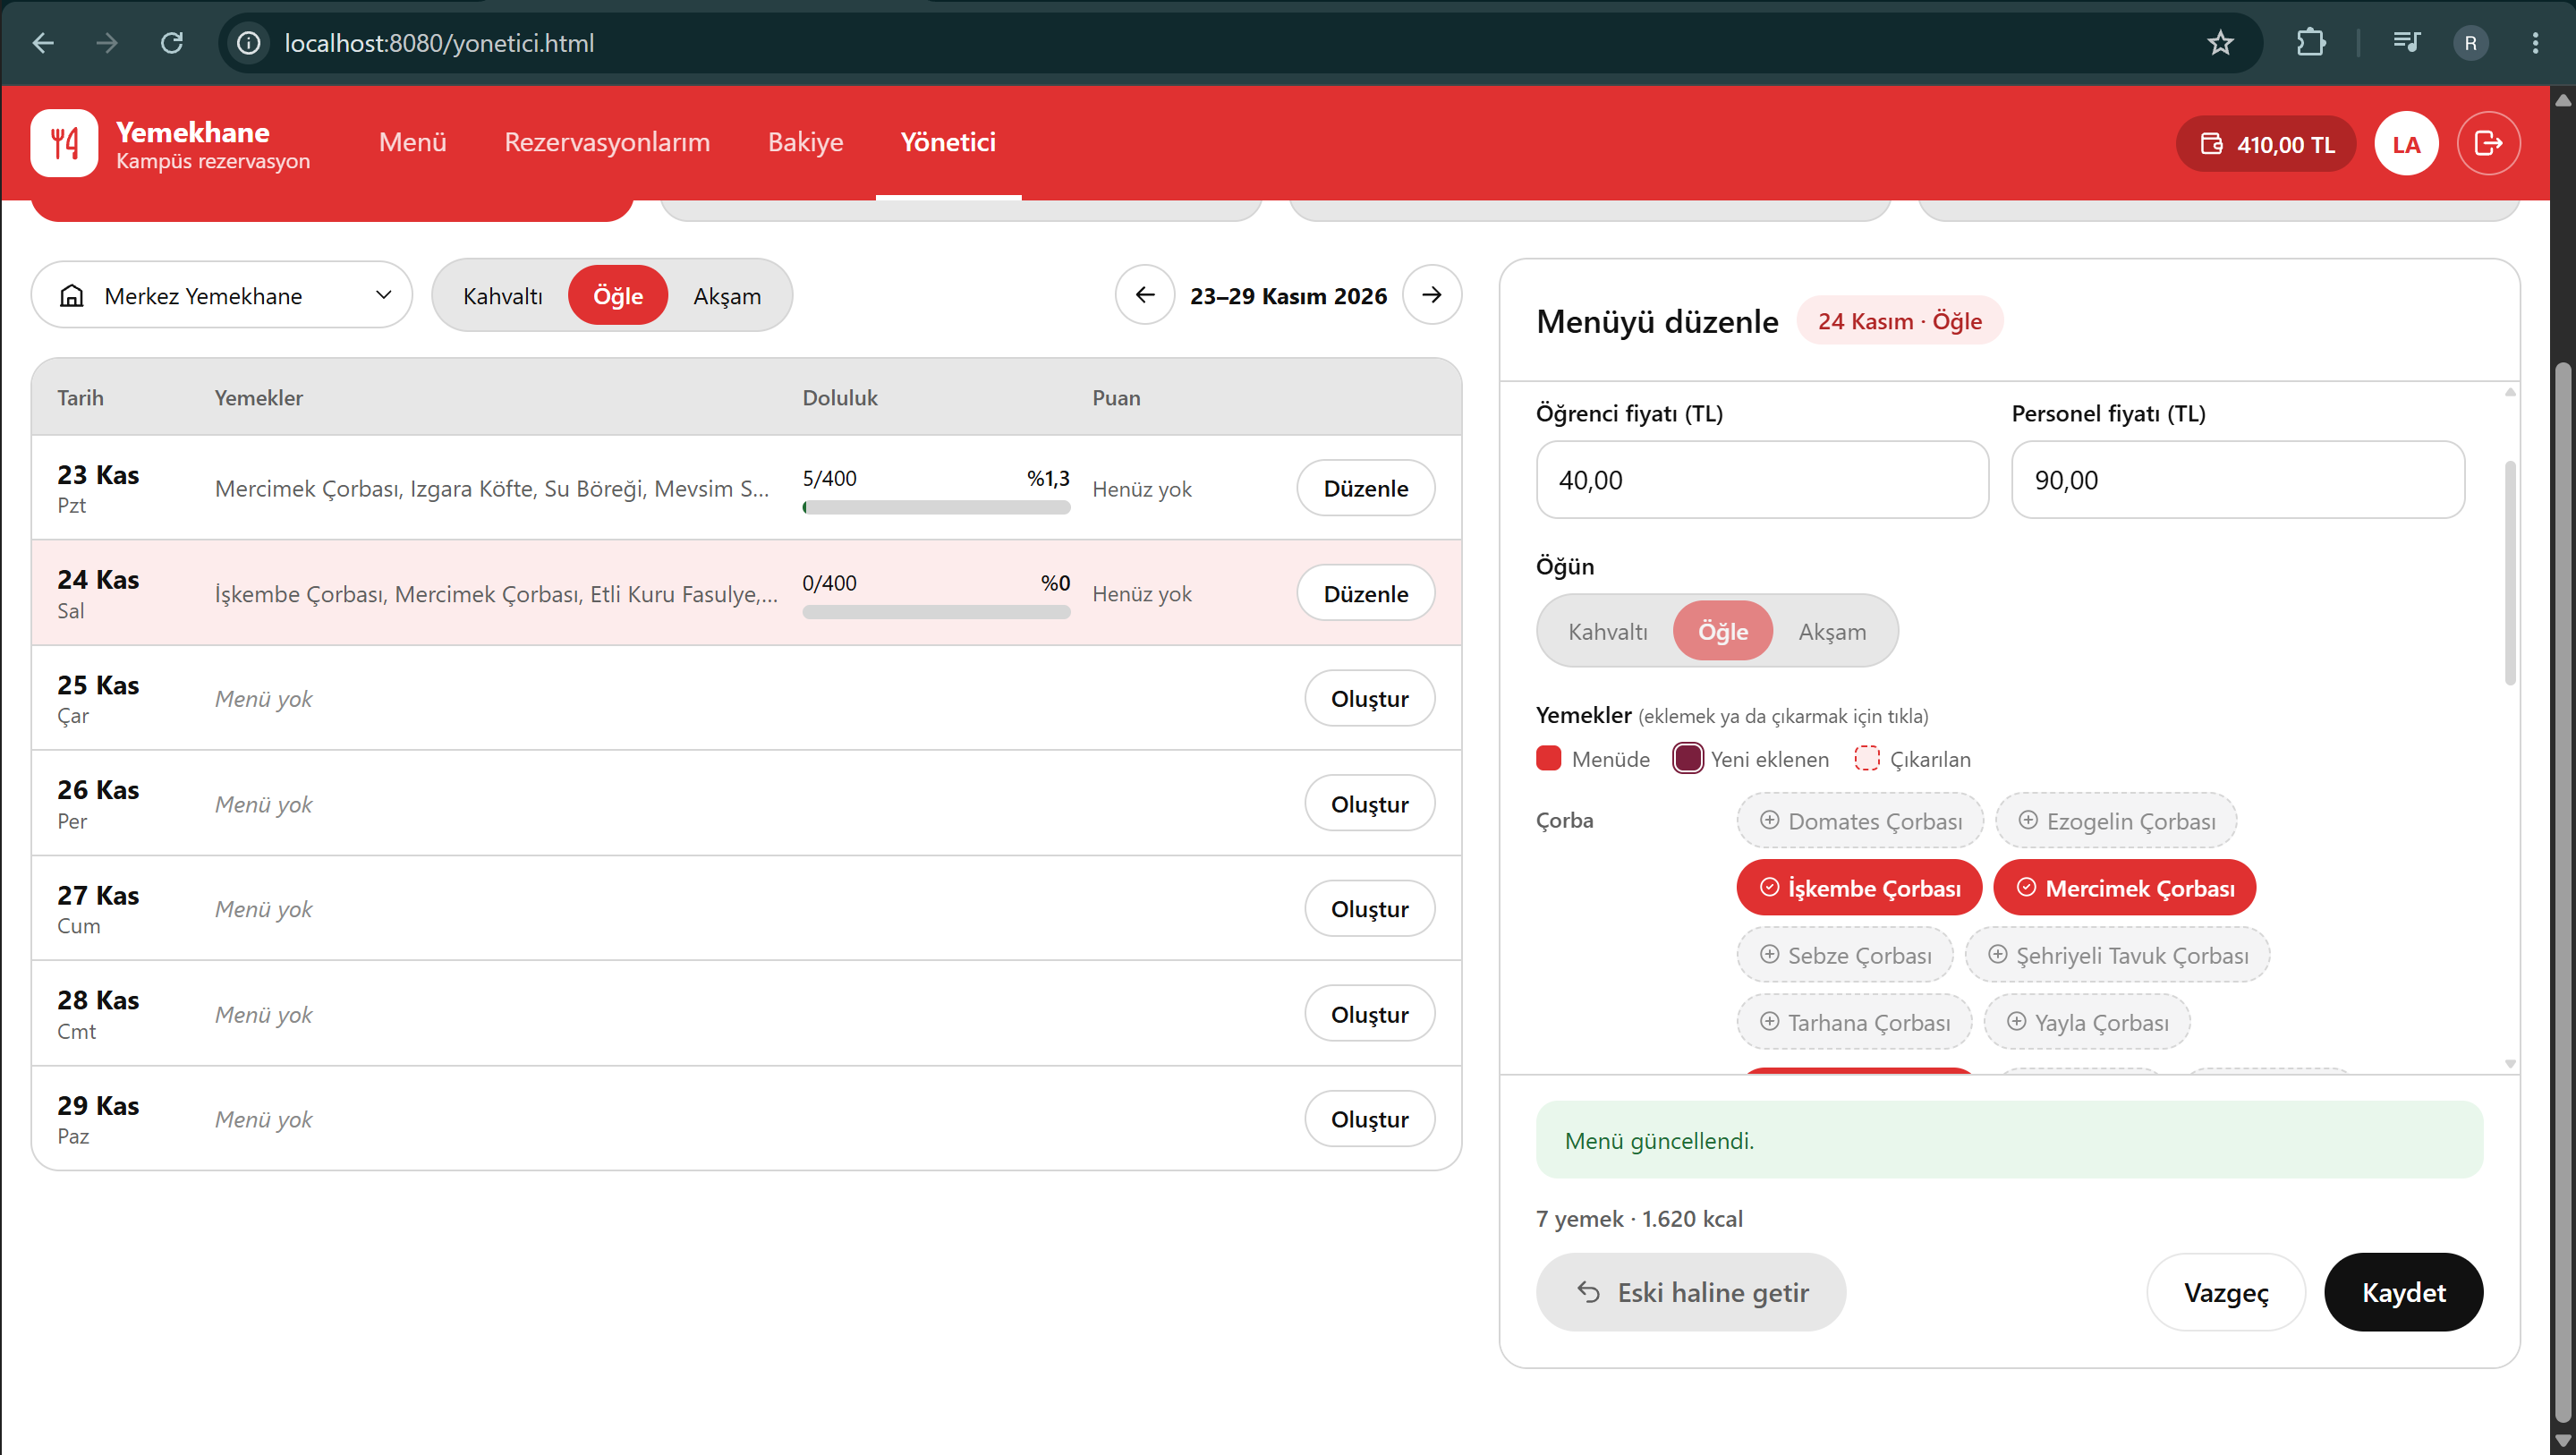 localhost:8080/yonetici.html
R
Yemekhane
Kampüs rezervasyon
Menü
Rezervasyonlarım
Bakiye
Yönetici
410,00 TL
LA
Merkez Yemekhane
Kahvaltı
Öğle
Akşam
23–29 Kasım 2026
Tarih
Yemekler
Doluluk
Puan
23 Kas
Pzt
Mercimek Çorbası, Izgara Köfte, Su Böreği, Mevsim S...
5/400
%1,3
Henüz yok
Düzenle
24 Kas
Sal
İşkembe Çorbası, Mercimek Çorbası, Etli Kuru Fasulye,...
0/400
%0
Henüz yok
Düzenle
25 Kas
Çar
Menü yok
Oluştur
26 Kas
Per
Menü yok
Oluştur
27 Kas
Cum
Menü yok
Oluştur
28 Kas
Cmt
Menü yok
Oluştur
29 Kas
Paz
Menü yok
Oluştur
Menüyü düzenle
24 Kasım · Öğle
Öğrenci fiyatı (TL)
Personel fiyatı (TL)
40,00
90,00
Öğün
Kahvaltı
Öğle
Akşam
Yemekler (eklemek ya da çıkarmak için tıkla)
Menüde
Yeni eklenen
Çıkarılan
Çorba
Domates Çorbası
Ezogelin Çorbası
İşkembe Çorbası
Mercimek Çorbası
Sebze Çorbası
Şehriyeli Tavuk Çorbası
Tarhana Çorbası
Yayla Çorbası
Menü güncellendi.
7 yemek · 1.620 kcal
Eski haline getir
Vazgeç
Kaydet